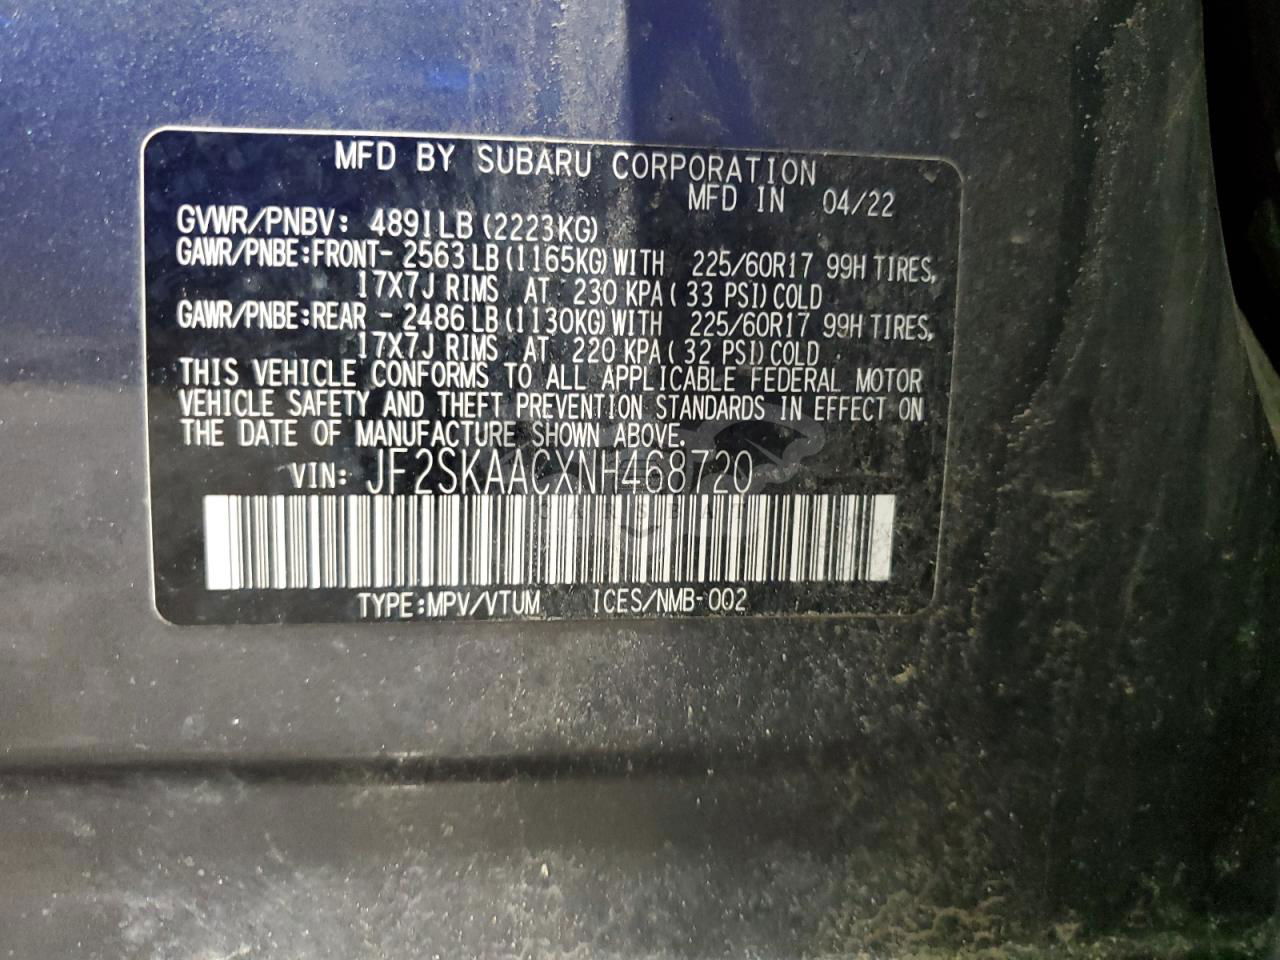 MFD BY SUBARU CORPORATION
MFD IN 04/22
GVWR/PNBV: 4891LB (2223KG)
GAWR/PNBE:FRONT- 2563LB (1165KG) WITH 225/60R17 99H TIRES,
17X7J RIMS AT 230 KPA ( 33 PSI) COLD
GAWR/PNBE:REAR - 2486LB (1130KG) WITH 225/60R17 99H TIRES,
17X7J RIMS AT 220 KPA ( 32 PSI) COLD
THIS VEHICLE CONFORMS TO ALL APPLICABLE FEDERAL MOTOR
VEHICLE SAFETY AND THEFT PREVENTION STANDARDS IN EFFECT ON
THE DATE OF MANUFACTURE SHOWN ABOVE.
VIN: JF2SKAACXNH468720
TYPE:MPV/VTUM ICES/NMB-002